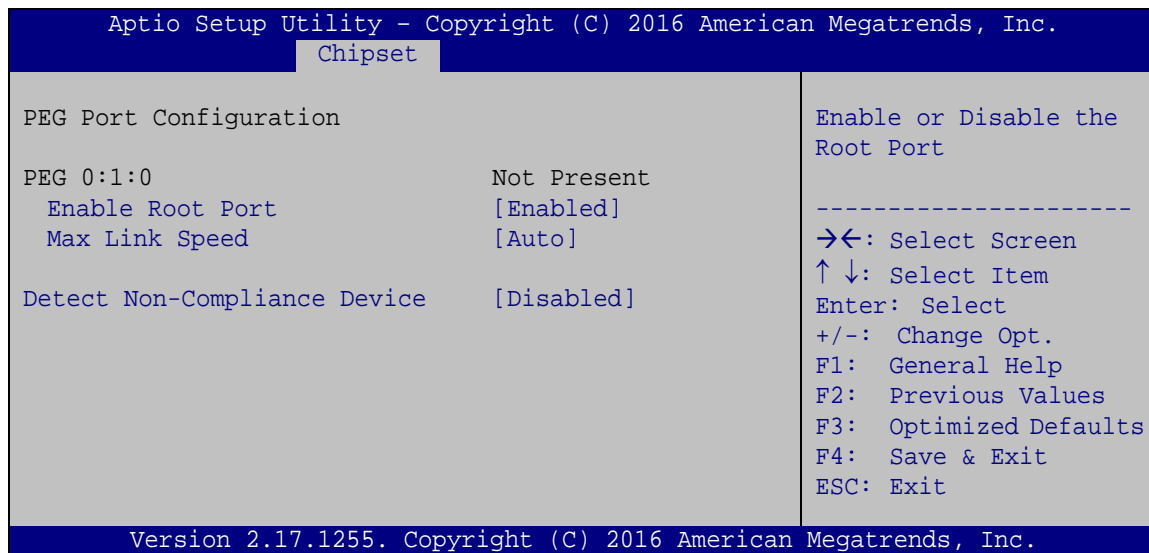 Aptio Setup Utility – Copyright (C) 2016 American Megatrends, Inc.
Chipset
PEG Port Configuration
PEG 0:1:0 Not Present
Enable Root Port [Enabled]
Max Link Speed [Auto]
Detect Non-Compliance Device [Disabled]
Enable or Disable the
Root Port
----------------------
→←: Select Screen
↑ ↓: Select Item
Enter: Select
+/-: Change Opt.
F1: General Help
F2: Previous Values
F3: Optimized Defaults
F4: Save & Exit
ESC: Exit
Version 2.17.1255. Copyright (C) 2016 American Megatrends, Inc.